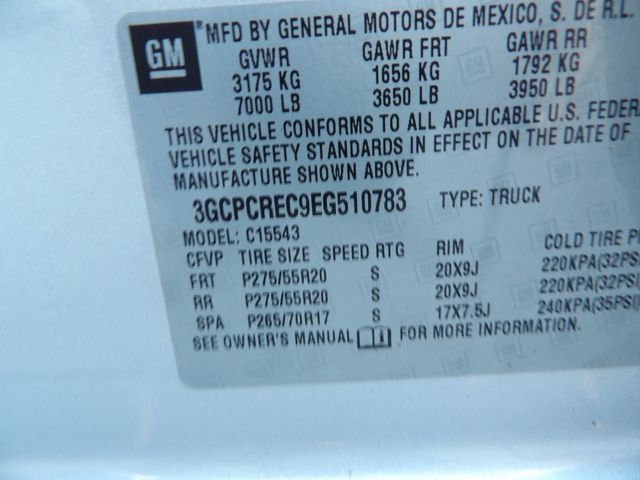 GM
® MFD BY GENERAL MOTORS DE MEXICO, S. DE R.L.
GVWR GAWR FRT GAWR RR
3175 KG 1656 KG 1792 KG
7000 LB 3650 LB 3950 LB
THIS VEHICLE CONFORMS TO ALL APPLICABLE U.S. FEDER
VEHICLE SAFETY STANDARDS IN EFFECT ON THE DATE OF
MANUFACTURE SHOWN ABOVE.
3GCPCREC9EG510783 TYPE: TRUCK
MODEL: C15543
CFVP TIRE SIZE SPEED RTG RIM COLD TIRE P
FRT P275/55R20 S 20X9J 220KPA(32PS
RR P275/55R20 S 20X9J 220KPA(32PS
SPA P265/70R17 S 17X7.5J 240KPA(35PSI
SEE OWNER'S MANUAL FOR MORE INFORMATION.